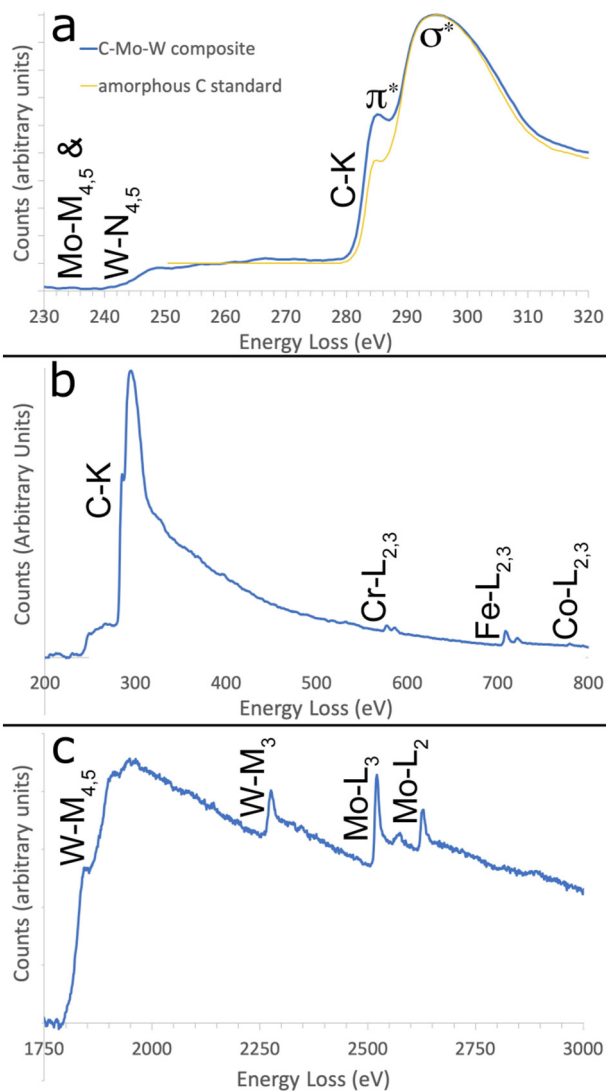 a
C-Mo-W composite
amorphous C standard
π*
σ*
C-K
Mo-M4,5 &
W-N4,5
Counts (arbitrary units)
230 240 250 260 270 280 290 300 310 320
Energy Loss (eV)
b
C-K
Cr-L2,3
Fe-L2,3
Co-L2,3
Counts (Arbitrary Units)
200 300 400 500 600 700 800
Energy Loss (eV)
c
W-M4,5
W-M3
Mo-L3
Mo-L2
Counts (arbitrary units)
1750 2000 2250 2500 2750 3000
Energy Loss (eV)